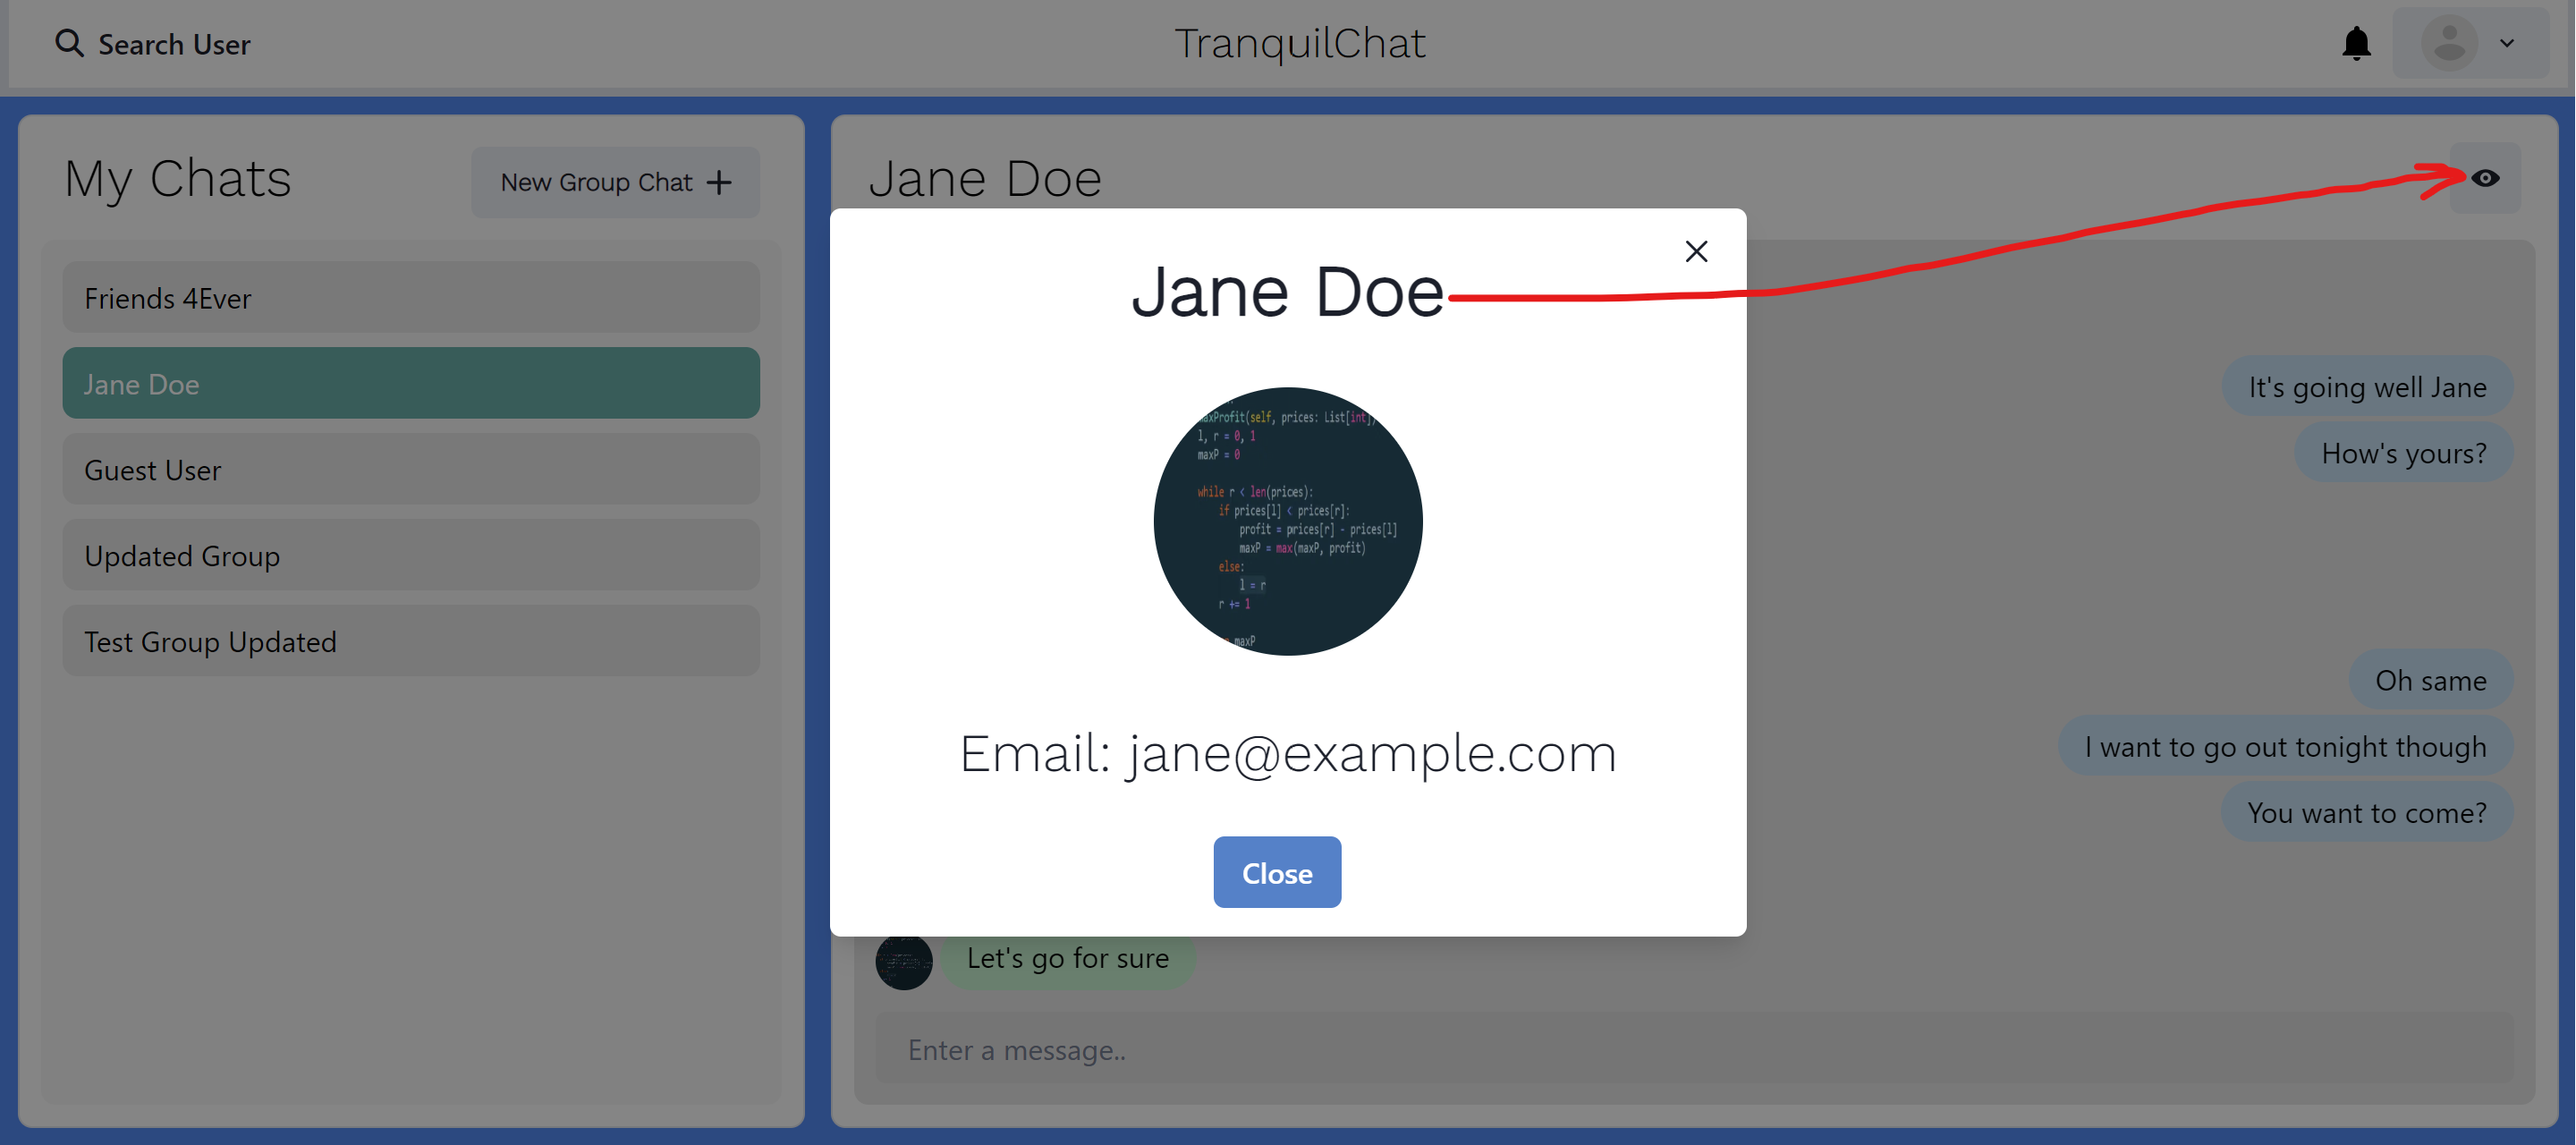 Search User
TranquilChat
My Chats
New Group Chat
Friends 4Ever
Jane Doe
Guest User
Updated Group
Test Group Updated
Jane Doe
It's going well Jane
How's yours?
Oh same
I want to go out tonight though
You want to come?
Let's go for sure
Enter a message..
Jane Doe
maxProfit(self, prices: List[int])
l, r = 0, 1
maxP = 0
while r < len(prices):
if prices[l] < prices[r]:
profit = prices[r] - prices[l]
maxP = max(maxP, profit)
else:
l = r
r += 1
maxP
Email: jane@example.com
Close